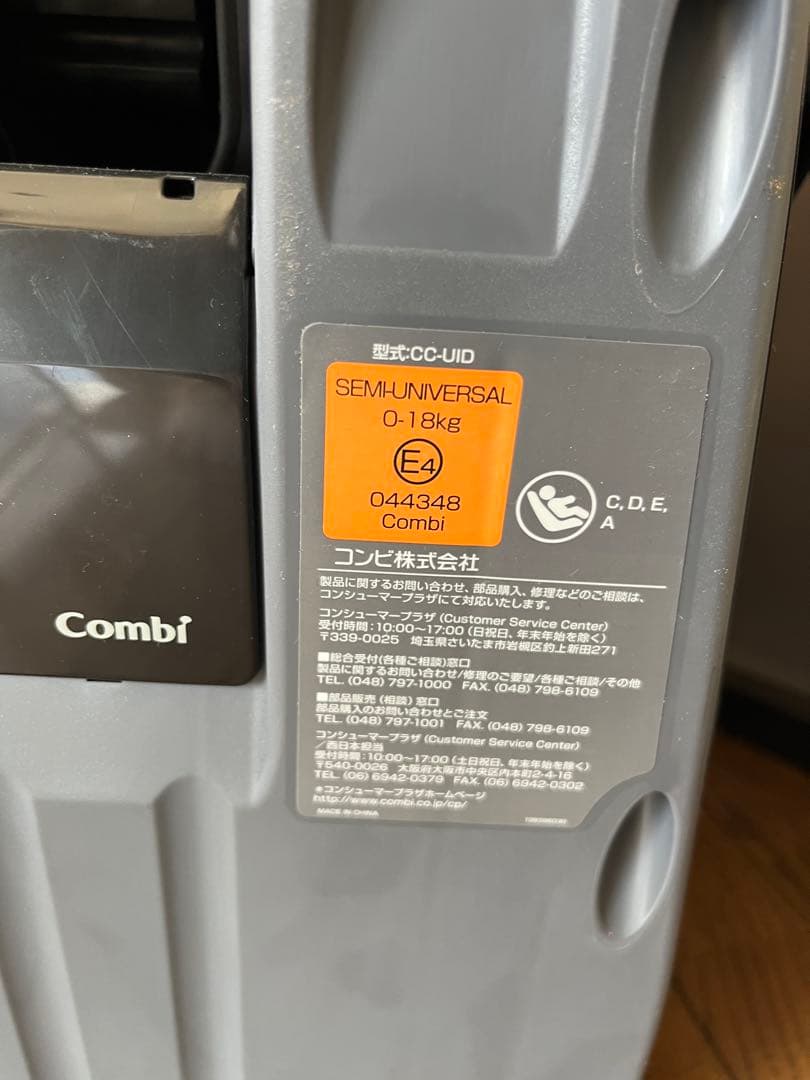 型式:CC-UID
SEMI-UNIVERSAL
0-18kg
E4
044348
Combi
C, D, E,
A
コンビ株式会社
製品に関するお問い合わせ、部品購入、修理などのご相談は、
コンシューマープラザにて対応いたします。
コンシューマープラザ (Customer Service Center)
受付時間:10:00~17:00 (日祝日、年末年始を除く)
〒339-0025 埼玉県さいたま市岩槻区釣上新田271
■総合受付(各種ご相談)窓口
製品に関するお問い合わせ/修理のご要望/各種ご相談/その他
TEL. (048) 797-1000 FAX. (048) 798-6109
■部品販売 (相談) 窓口
部品購入のお問い合わせとご注文
TEL. (048) 797-1001 FAX. (048) 798-6109
コンシューマープラザ (Customer Service Center)
/西日本担当
受付時間:10:00~17:00 (土日祝日、年末年始を除く)
〒540-0026 大阪府大阪市中央区内本町2-4-16
TEL. (06) 6942-0379 FAX. (06) 6942-0302
*コンシューマープラザホームページ
http://www.combi.co.jp/cp/
MADE IN CHINA
Combi